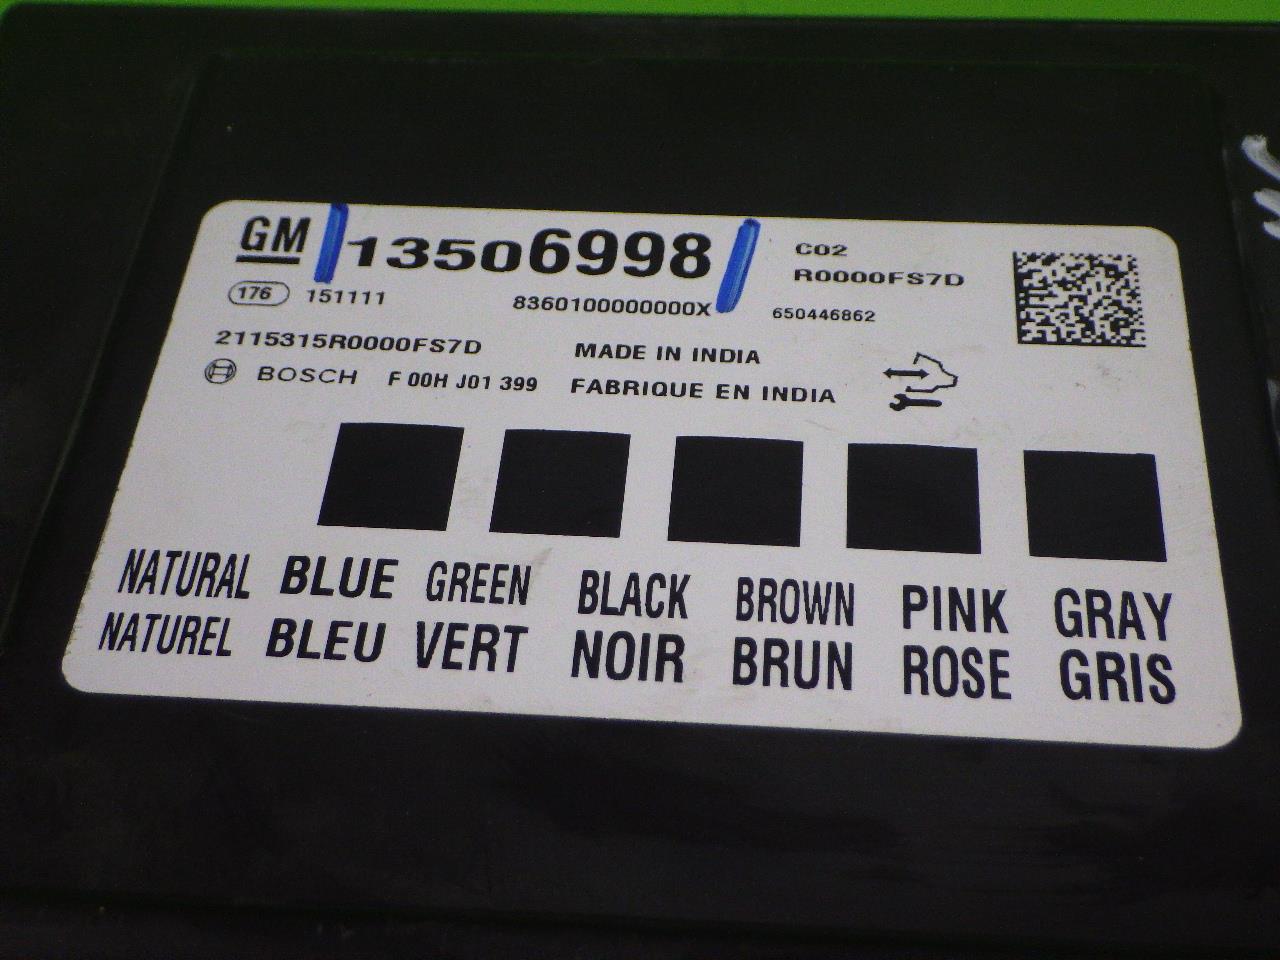 GM 13506998 C02
R0000FS7D
176 151111 8360100000000X 650446862
2115315R0000FS7D MADE IN INDIA
BOSCH F 00H J01 399 FABRIQUE EN INDIA
NATURAL BLUE GREEN BLACK BROWN PINK GRAY
NATUREL BLEU VERT NOIR BRUN ROSE GRIS